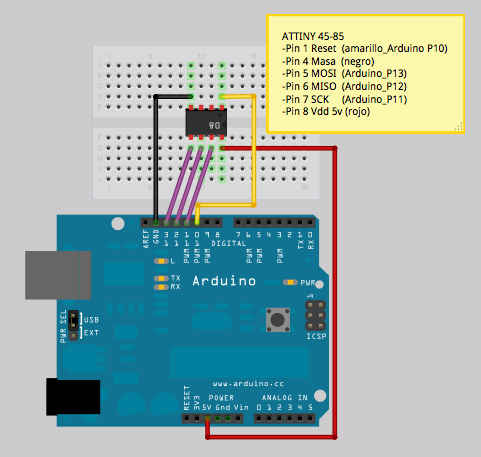 ATTINY 45-85
-Pin 1 Reset (amarillo_Arduino P10)
-Pin 4 Masa (negro)
-Pin 5 MOSI (Arduino_P13)
-Pin 6 MISO (Arduino_P12)
-Pin 7 SCK (Arduino_P11)
-Pin 8 Vdd 5v (rojo)
AREF GND 13 12 11 10 9 8 7 6 5 4 3 2 1 0
PWM PWM PWM PWM PWM PWM TX RX
DIGITAL
L
TX
RX
Arduino
PWR
1
ICSP
PWR SEL
USB
EXT
www.arduino.cc
POWER ANALOG IN
RESET 3V3 5V Gnd Vin 0 1 2 3 4 5